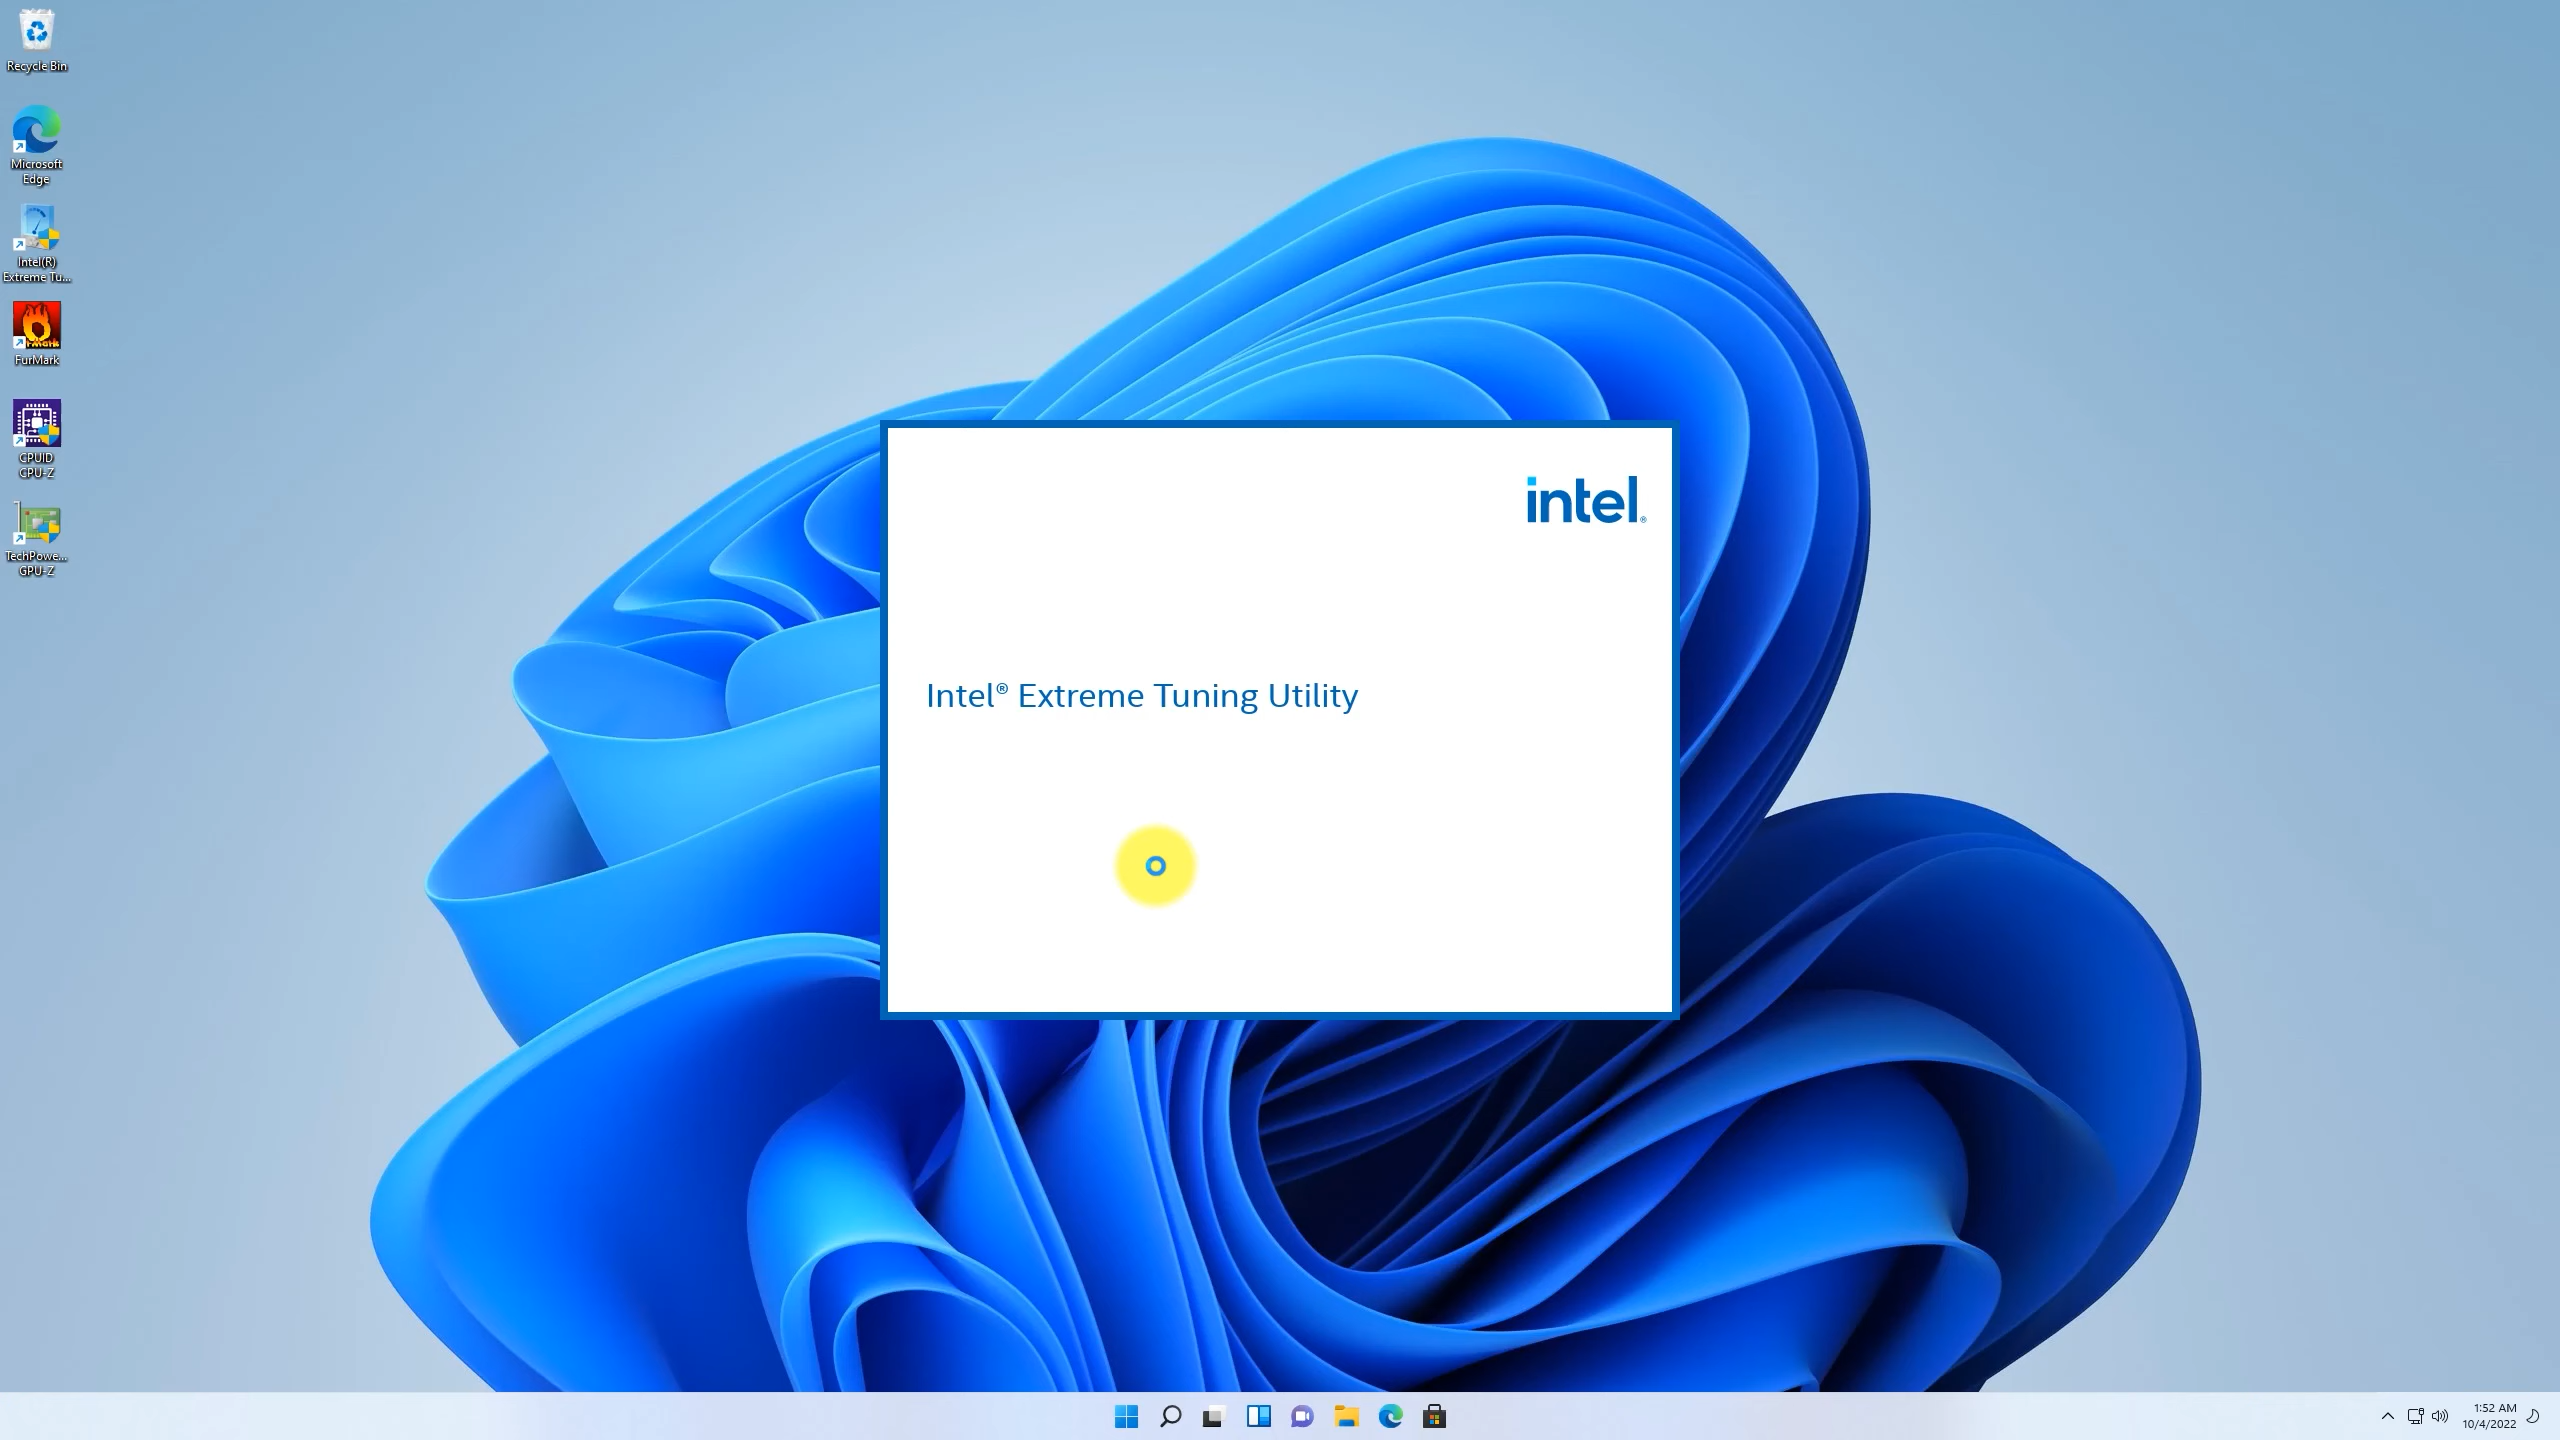 Recycle Bin
Microsoft
Edge
Intel(R)
Extreme Tu...
FurMark
CPUID
CPU-Z
TechPowe...
GPU-Z
intel®
Intel® Extreme Tuning Utility
1:52 AM
10/4/2022